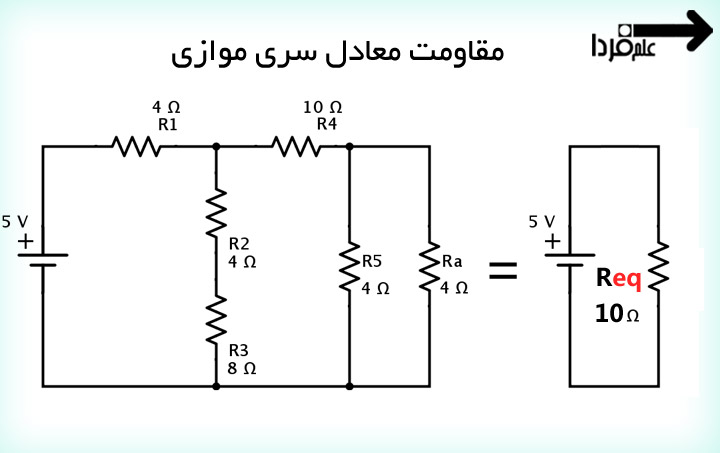 مقاومت معادل سری موازی
علم فردا
4 Ω
R1
10 Ω
R4
5 V
+
R2
4 Ω
R3
8 Ω
R5
4 Ω
Ra
4 Ω
=
5 V
+
Req
10 Ω